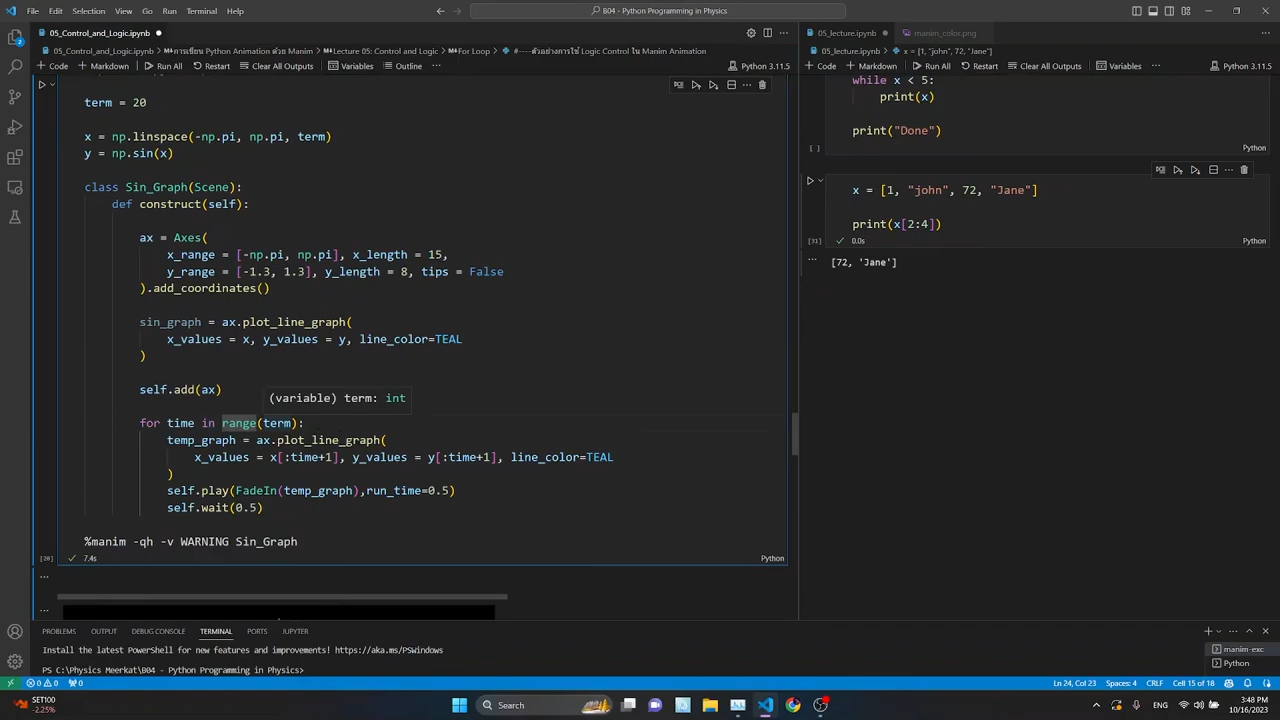 File Edit Selection View Go Run Terminal Help
B04 - Python Programming in Physics
05_Control_and_Logic.ipynb
05_lecture.ipynb
manim_color.png
05_Control_and_Logic.ipynb > การเขียน Python Animation ด้วย Manim > Lecture 05: Control and Logic > For Loop > #----ตัวอย่างการใช้ Logic Control ใน Manim Animation
05_lecture.ipynb > x = [1, "john", 72, "Jane"]
+ Code + Markdown Run All Restart Clear All Outputs Variables Outline ... Python 3.11.5
+ Code + Markdown Run All Restart Clear All Outputs Variables ... Python 3.11.5
term = 20
x = np.linspace(-np.pi, np.pi, term)
y = np.sin(x)
class Sin_Graph(Scene):
def construct(self):
ax = Axes(
x_range = [-np.pi, np.pi], x_length = 15,
y_range = [-1.3, 1.3], y_length = 8, tips = False
).add_coordinates()
sin_graph = ax.plot_line_graph(
x_values = x, y_values = y, line_color=TEAL
)
self.add(ax)
(variable) term: int
for time in range(term):
temp_graph = ax.plot_line_graph(
x_values = x[:time+1], y_values = y[:time+1], line_color=TEAL
)
self.play(FadeIn(temp_graph),run_time=0.5)
self.wait(0.5)
%manim -qh -v WARNING Sin_Graph
[20] 7.4s Python
while x < 5:
print(x)
print("Done")
[ ] Python
x = [1, "john", 72, "Jane"]
print(x[2:4])
[31] 0.0s Python
[72, 'Jane']
PROBLEMS OUTPUT DEBUG CONSOLE TERMINAL PORTS JUPYTER
Install the latest PowerShell for new features and improvements! https://aka.ms/PSWindows
PS C:\Physics Meerkat\B04 - Python Programming in Physics>
manim-exc
Python
0 0 0 Ln 24, Col 23 Spaces: 4 CRLF Cell 15 of 18
SET100
-2.25%
Search
ENG
3:48 PM
10/16/2023